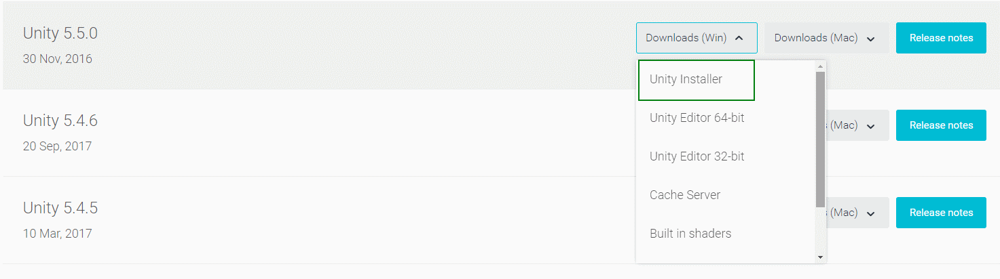 Unity 5.5.0
30 Nov, 2016
Downloads (Win)
Downloads (Mac)
Release notes
Unity Installer
Unity Editor 64-bit
Unity Editor 32-bit
Cache Server
Built in shaders
Unity 5.4.6
20 Sep, 2017
(Mac)
Release notes
Unity 5.4.5
10 Mar, 2017
(Mac)
Release notes